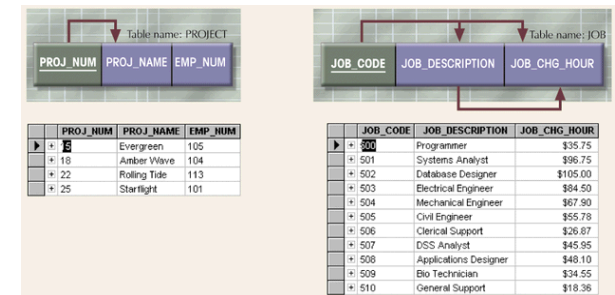 Table name: PROJECT
PROJ_NUM PROJ_NAME EMP_NUM
PROJ_NUM PROJ_NAME EMP_NUM
15 Evergreen 105
18 Amber Wave 104
22 Rolling Tide 113
25 Starflight 101
Table name: JOB
JOB_CODE JOB_DESCRIPTION JOB_CHG_HOUR
JOB_CODE JOB_DESCRIPTION JOB_CHG_HOUR
500 Programmer $35.75
501 Systems Analyst $96.75
502 Database Designer $105.00
503 Electrical Engineer $84.50
504 Mechanical Engineer $67.90
505 Civil Engineer $55.78
506 Clerical Support $26.87
507 DSS Analyst $45.95
508 Applications Designer $48.10
509 Bio Technician $34.55
510 General Support $18.36